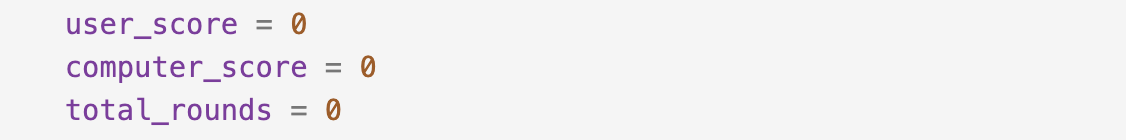 user_score = 0
computer_score = 0
total_rounds = 0